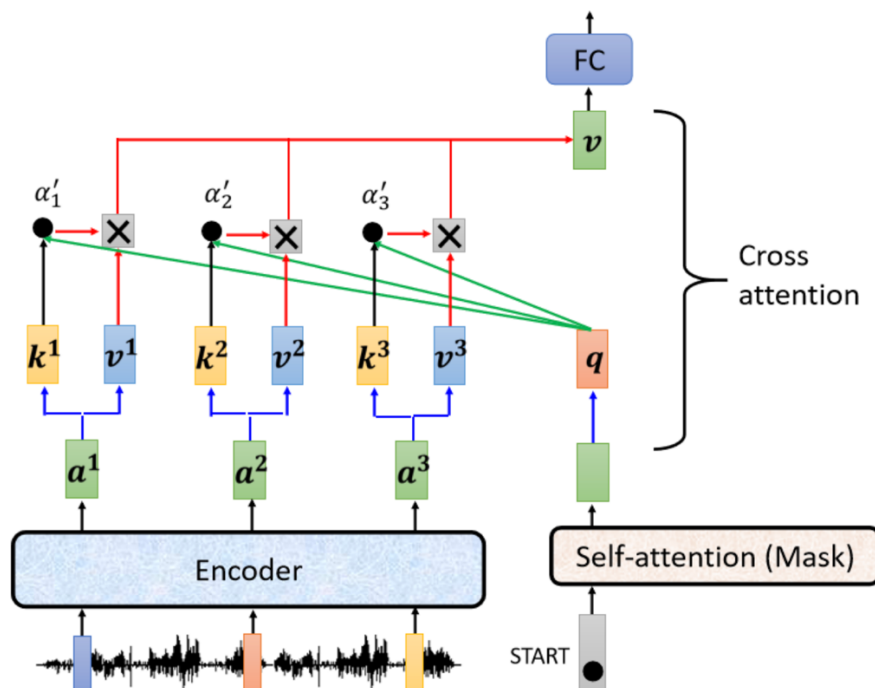 FC
v
α′₁
α′₂
α′₃
Cross
attention
k¹
v¹
k²
v²
k³
v³
q
a¹
a²
a³
Encoder
Self-attention (Mask)
START